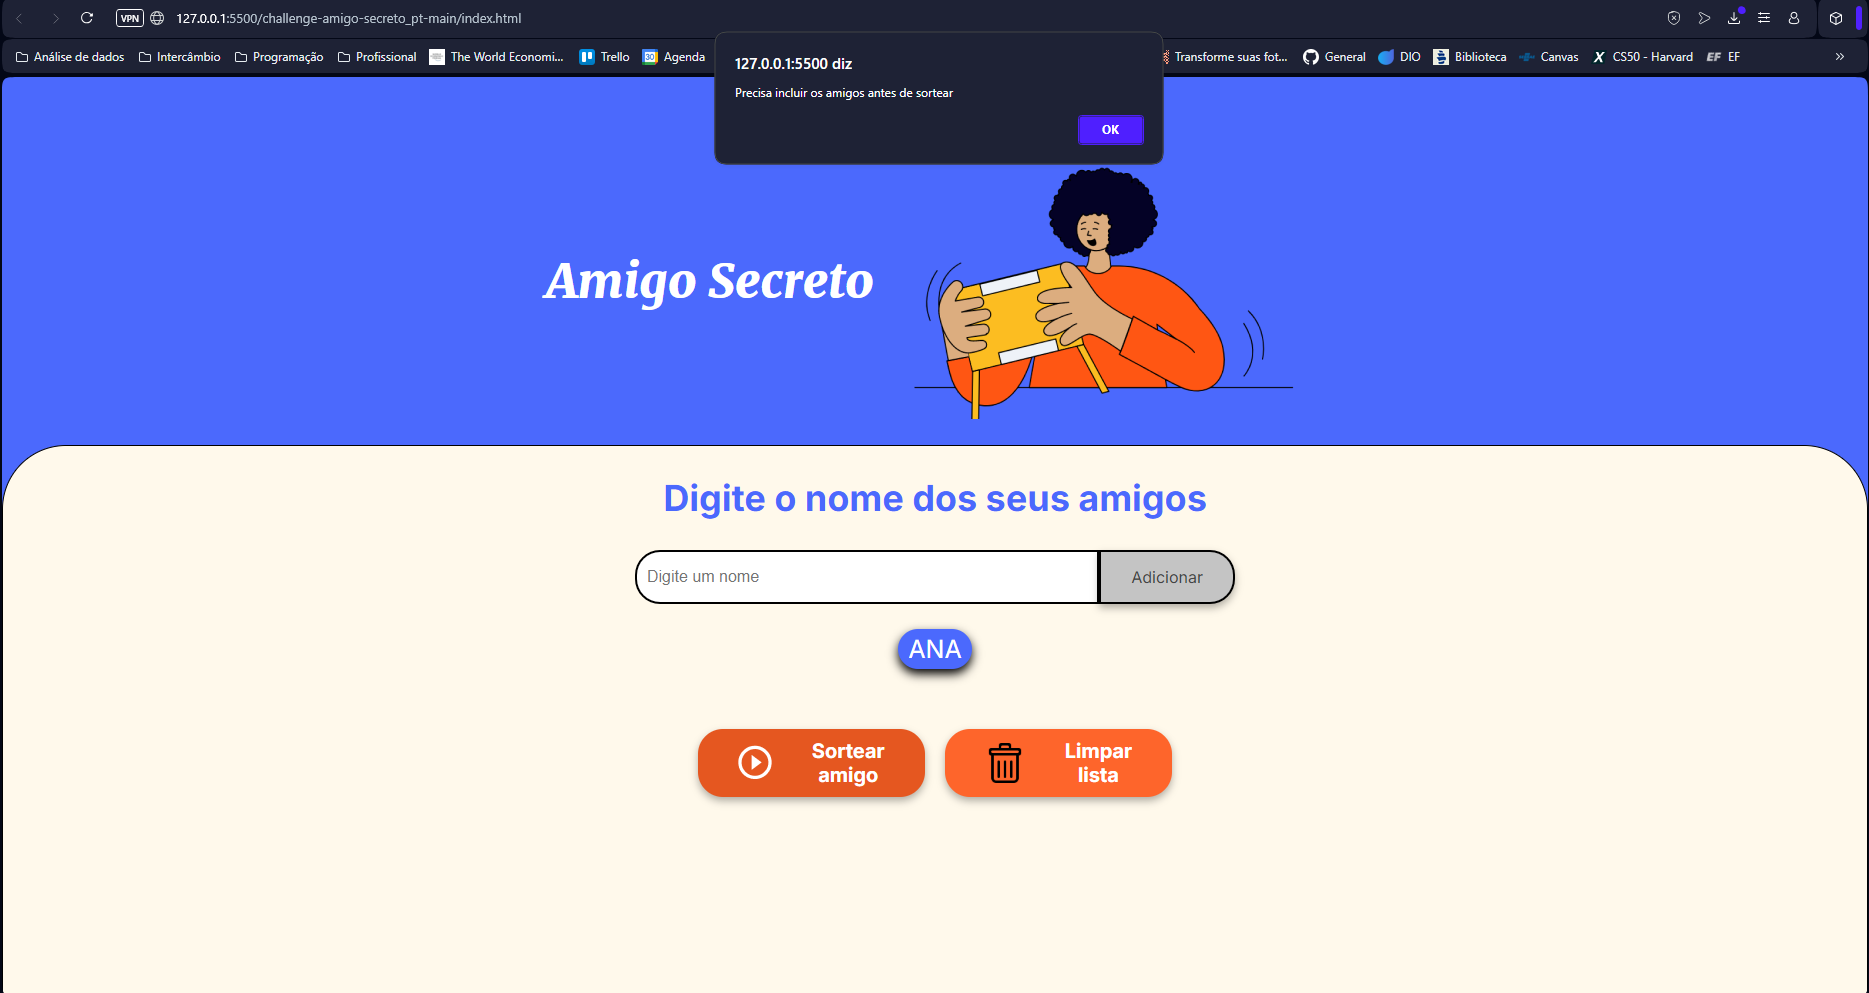 VPN 127.0.0.1:5500/challenge-amigo-secreto_pt-main/index.html
Análise de dados Intercâmbio Programação Profissional The World Economi... Trello 30 Agenda Transforme suas fot... General DIO Biblioteca Canvas X CS50 - Harvard EF EF »
127.0.0.1:5500 diz
Precisa incluir os amigos antes de sortear
OK
Amigo Secreto
Digite o nome dos seus amigos
Digite um nome Adicionar
ANA
Sortear
amigo
Limpar
lista